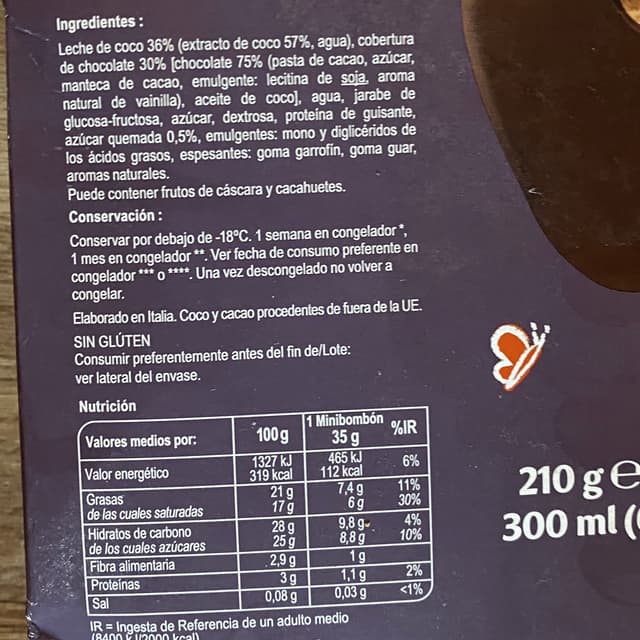 Ingredientes :
Leche de coco 36% (extracto de coco 57%, agua), cobertura
de chocolate 30% [chocolate 75% (pasta de cacao, azúcar,
manteca de cacao, emulgente: lecitina de soja, aroma
natural de vainilla), aceite de coco], agua, jarabe de
glucosa-fructosa, azúcar, dextrosa, proteína de guisante,
azúcar quemada 0,5%, emulgentes: mono y diglicéridos de
los ácidos grasos, espesantes: goma garrofín, goma guar,
aromas naturales.
Puede contener frutos de cáscara y cacahuetes.
Conservación :
Conservar por debajo de -18°C. 1 semana en congelador *,
1 mes en congelador **. Ver fecha de consumo preferente en
congelador *** o ****. Una vez descongelado no volver a
congelar.
Elaborado en Italia. Coco y cacao procedentes de fuera de la UE.
SIN GLÚTEN
Consumir preferentemente antes del fin de/Lote:
ver lateral del envase.
Nutrición
Valores medios por: 100 g 1 Minibombón 35 g %IR
Valor energético 1327 kJ 465 kJ 6%
319 kcal 112 kcal
Grasas 21 g 7,4 g 11%
de las cuales saturadas 17 g 6 g 30%
Hidratos de carbono 28 g 9,8 g 4%
de los cuales azúcares 25 g 8,8 g 10%
Fibra alimentaria 2,9 g 1 g
Proteínas 3 g 1,1 g 2%
Sal 0,08 g 0,03 g <1%
IR = Ingesta de Referencia de un adulto medio
(8400 kJ/2000 kcal)
210 g e
300 ml (